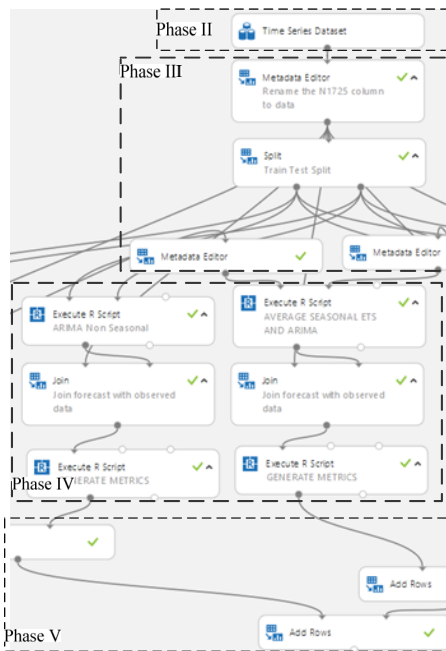 Phase II
Time Series Dataset
Phase III
Metadata Editor
Rename the N1725 column
to data
Split
Train Test Split
Metadata Editor
Metadata Editor
Execute R Script
ARIMA Non Seasonal
Execute R Script
AVERAGE SEASONAL ETS
AND ARIMA
Join
Join forecast with observed
data
Join
Join forecast with observed
data
Execute R Script
ERATE METRICS
Execute R Script
GENERATE METRICS
Phase IV
Add Rows
Add Rows
Phase V